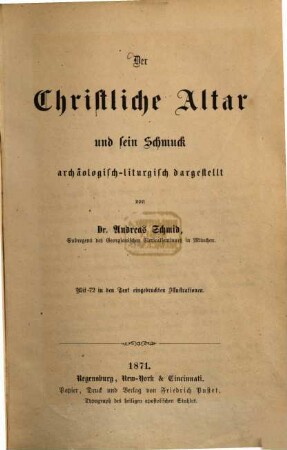 Der
Christliche Altar
und sein Schmuck
archäologisch-liturgisch dargestellt
von
Dr. Andreas Schmid,
Subregens des Georgianischen Clerikalseminars in München.
Mit 72 in den Text eingedruckten Illustrationen.
1871.
Regensburg, New-York & Cincinnati.
Papier, Druck und Verlag von Friedrich Pustet,
Typograph des heiligen apostolischen Stuhles.